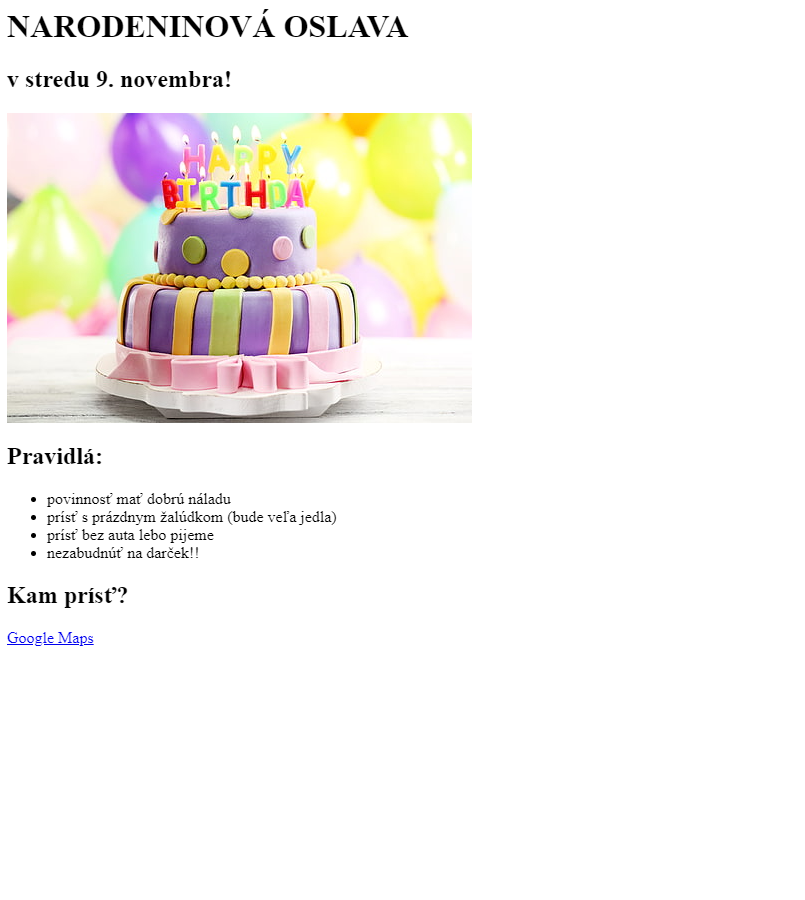 NARODENINOVÁ OSLAVA
v stredu 9. novembra!
HAPPY
BIRTHDAY
Pravidlá:
povinnosť mať dobrú náladu
prísť s prázdnym žalúdkom (bude veľa jedla)
prísť bez auta lebo pijeme
nezabudnúť na darček!!
Kam prísť?
Google Maps